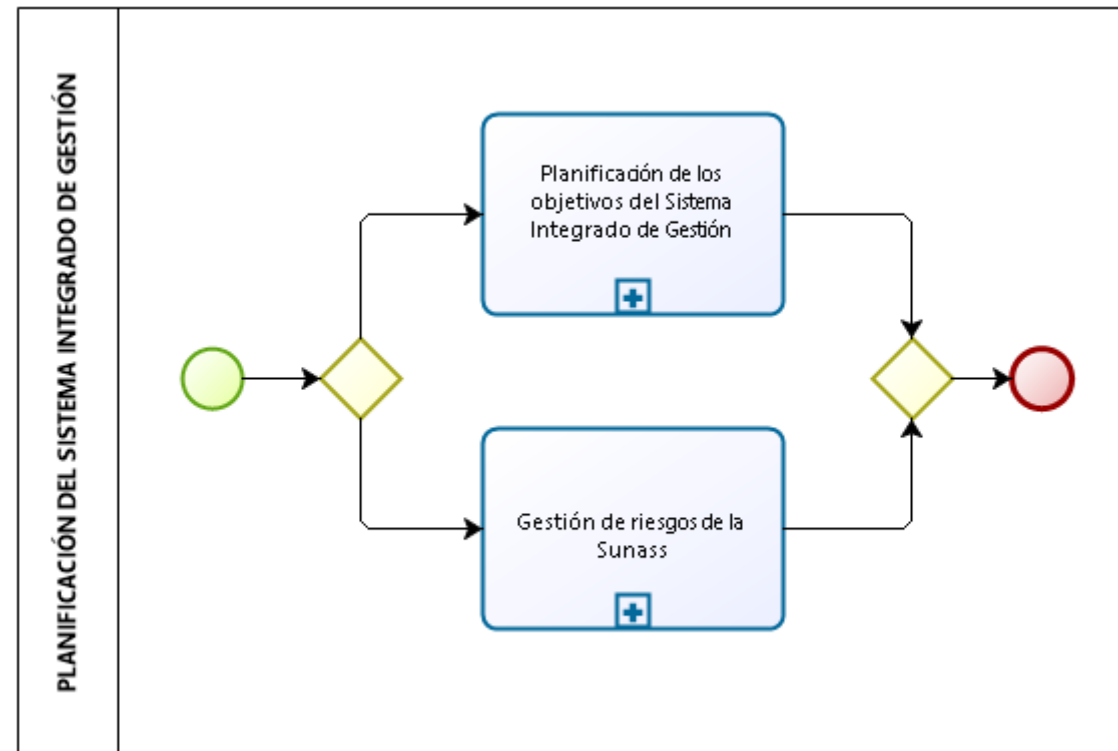 PLANIFICACIÓN DEL SISTEMA INTEGRADO DE GESTIÓN
Planificación de los
objetivos del Sistema
Integrado de Gestión
Gestión de riesgos de la
Sunass